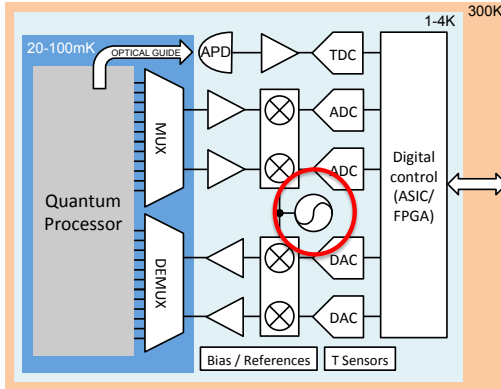 300K
1-4K
20-100mK
OPTICAL GUIDE
APD
TDC
MUX
ADC
ADC
Quantum
Processor
Digital
control
(ASIC/
FPGA)
DEMUX
DAC
DAC
Bias / References
T Sensors